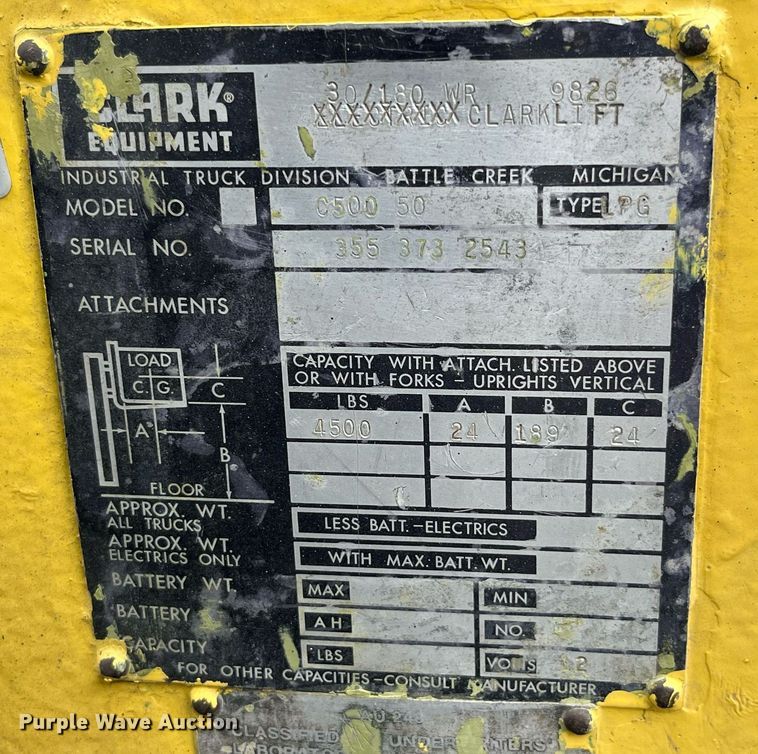 30/180 WR 9826
CLARK®
EQUIPMENT
XXXXXXXXX CLARKLIFT
INDUSTRIAL TRUCK DIVISION BATTLE CREEK MICHIGAN
MODEL NO. C500 50 TYPE LPG
SERIAL NO. 355 373 2543
ATTACHMENTS
LOAD
C. G.
C
A
B
FLOOR
CAPACITY WITH ATTACH. LISTED ABOVE
OR WITH FORKS – UPRIGHTS VERTICAL
LBS A B C
4500 24 189 24
APPROX. WT.
ALL TRUCKS
LESS BATT.–ELECTRICS
APPROX. WT.
ELECTRICS ONLY
WITH MAX. BATT. WT.
BATTERY WT. MAX MIN
BATTERY AH NO.
CAPACITY LBS VOLTS 12
FOR OTHER CAPACITIES–CONSULT MANUFACTURER
Purple Wave Auction
CLASSIFIED UNDERWRITERS